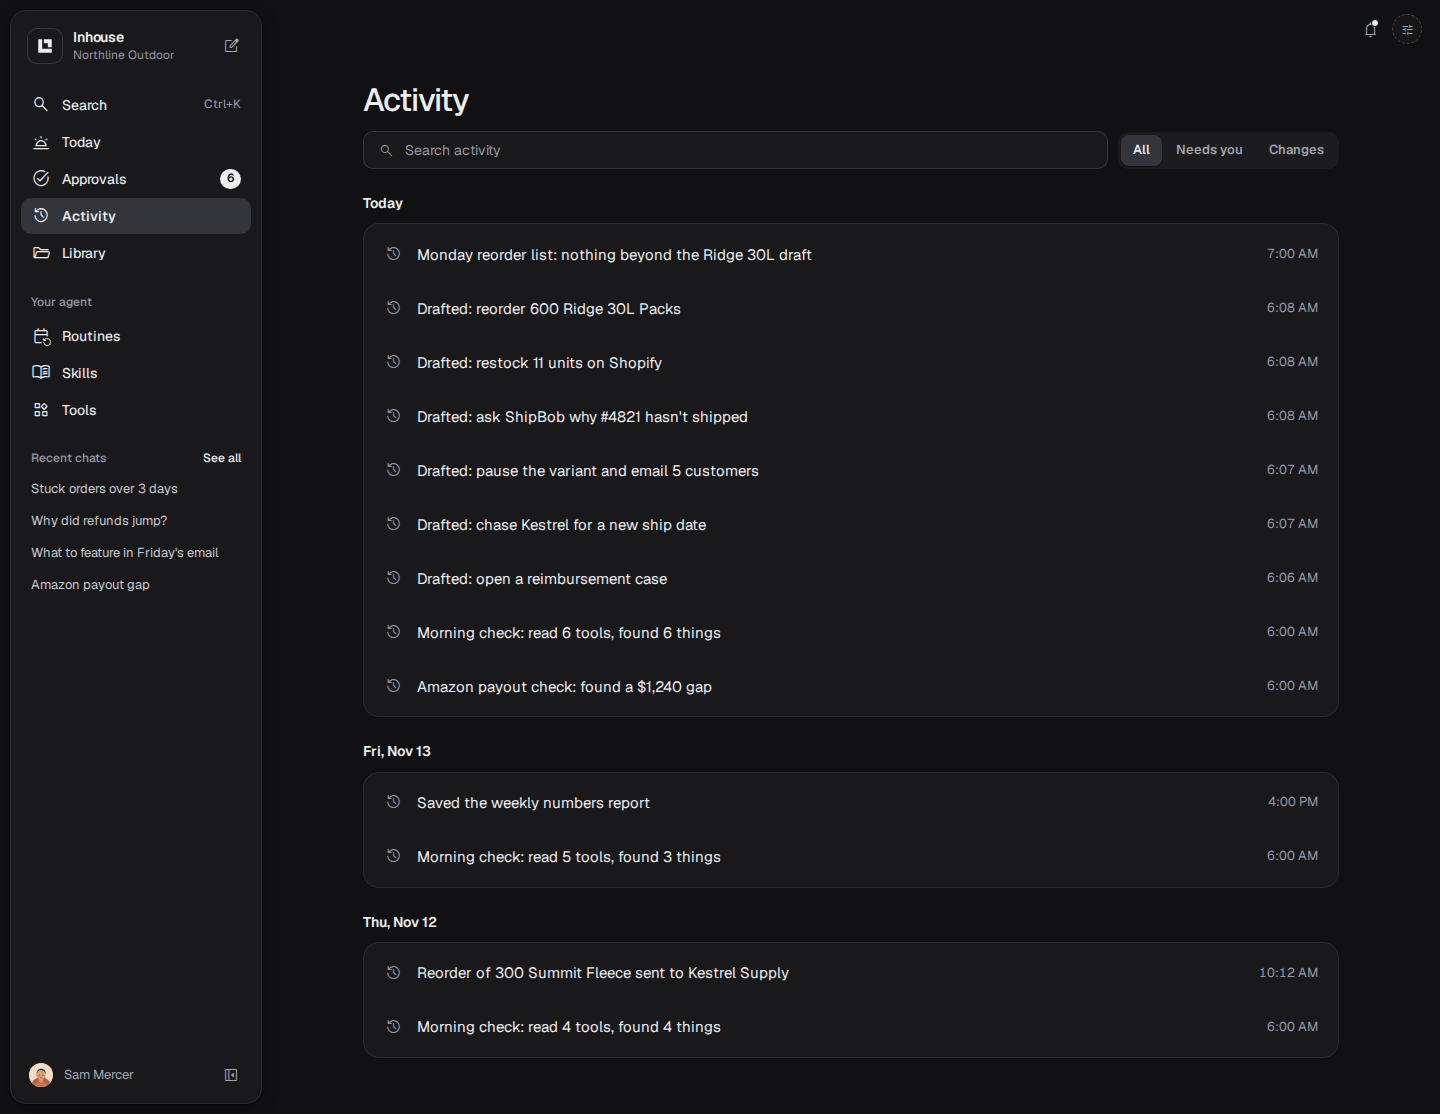 Inhouse
Northline Outdoor
Search Ctrl+K
Today
Approvals 6
Activity
Library
Your agent
Routines
Skills
Tools
Recent chats See all
Stuck orders over 3 days
Why did refunds jump?
What to feature in Friday's email
Amazon payout gap
Sam Mercer
Activity
Search activity
All Needs you Changes
Today
Monday reorder list: nothing beyond the Ridge 30L draft 7:00 AM
Drafted: reorder 600 Ridge 30L Packs 6:08 AM
Drafted: restock 11 units on Shopify 6:08 AM
Drafted: ask ShipBob why #4821 hasn't shipped 6:08 AM
Drafted: pause the variant and email 5 customers 6:07 AM
Drafted: chase Kestrel for a new ship date 6:07 AM
Drafted: open a reimbursement case 6:06 AM
Morning check: read 6 tools, found 6 things 6:00 AM
Amazon payout check: found a $1,240 gap 6:00 AM
Fri, Nov 13
Saved the weekly numbers report 4:00 PM
Morning check: read 5 tools, found 3 things 6:00 AM
Thu, Nov 12
Reorder of 300 Summit Fleece sent to Kestrel Supply 10:12 AM
Morning check: read 4 tools, found 4 things 6:00 AM